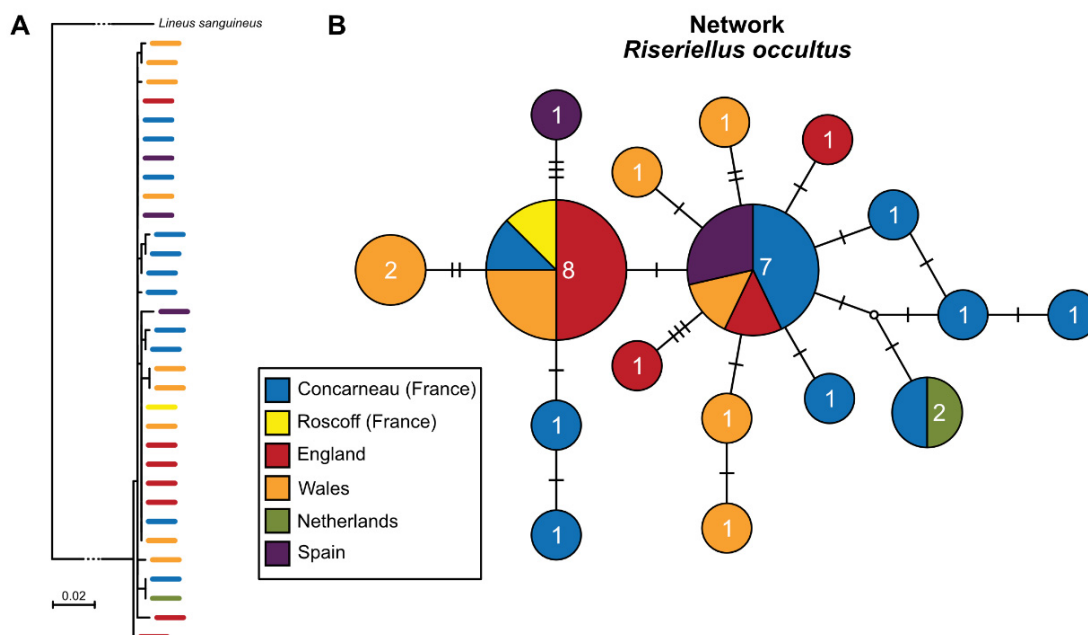 A
Lineus sanguineus
0.02
B
Network
Riseriellus occultus
1
1
1
1
1
2
8
7
1
1
1
1
1
1
2
1
1
1
Concarneau (France)
Roscoff (France)
England
Wales
Netherlands
Spain